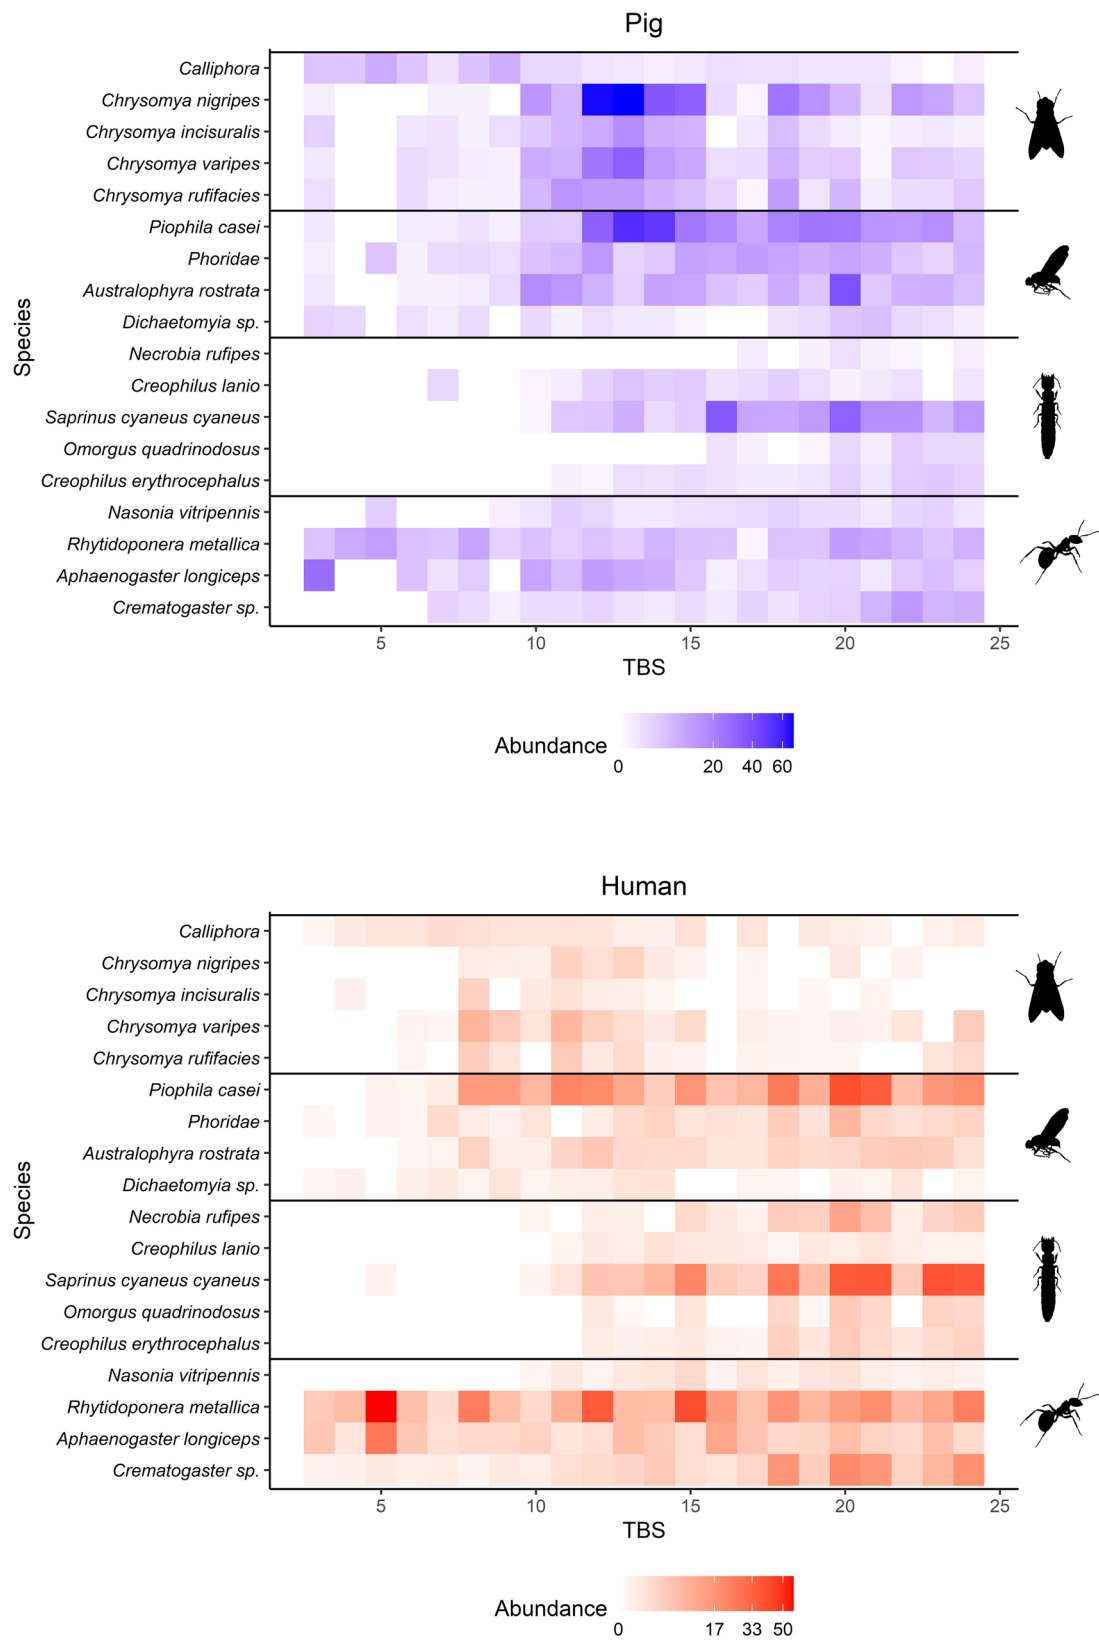 Pig
Species
Calliphora
Chrysomya nigripes
Chrysomya incisuralis
Chrysomya varipes
Chrysomya rufifacies
Piophila casei
Phoridae
Australophyra rostrata
Dichaetomyia sp.
Necrobia rufipes
Creophilus lanio
Saprinus cyaneus cyaneus
Omorgus quadrinodosus
Creophilus erythrocephalus
Nasonia vitripennis
Rhytidoponera metallica
Aphaenogaster longiceps
Crematogaster sp.
5 10 15 20 25
TBS
Abundance
0 20 40 60
Human
Species
Calliphora
Chrysomya nigripes
Chrysomya incisuralis
Chrysomya varipes
Chrysomya rufifacies
Piophila casei
Phoridae
Australophyra rostrata
Dichaetomyia sp.
Necrobia rufipes
Creophilus lanio
Saprinus cyaneus cyaneus
Omorgus quadrinodosus
Creophilus erythrocephalus
Nasonia vitripennis
Rhytidoponera metallica
Aphaenogaster longiceps
Crematogaster sp.
5 10 15 20 25
TBS
Abundance
0 17 33 50